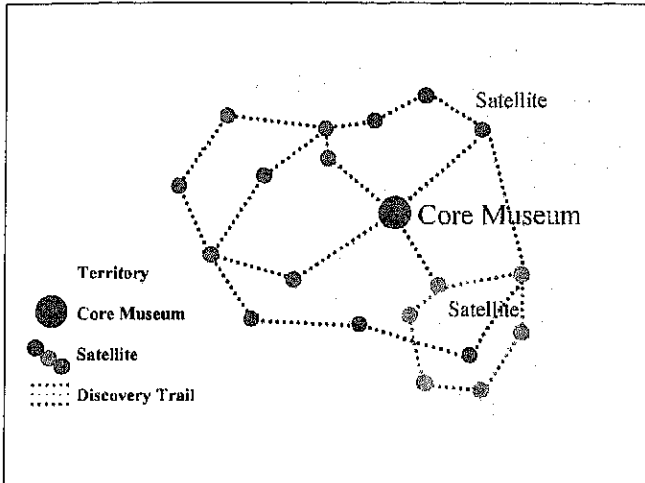 Satellite
Core Museum
Satellite
Territory
Core Museum
Satellite
Discovery Trail